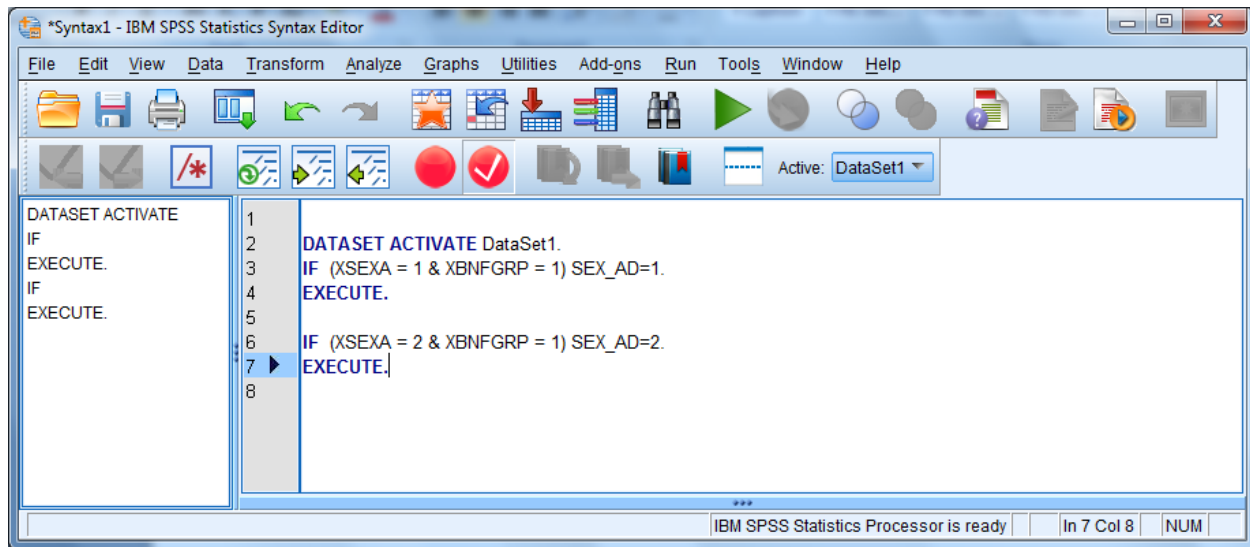 *Syntax1 - IBM SPSS Statistics Syntax Editor
File Edit View Data Transform Analyze Graphs Utilities Add-ons Run Tools Window Help
/*
Active: DataSet1
DATASET ACTIVATE
IF
EXECUTE.
IF
EXECUTE.
1
2 DATASET ACTIVATE DataSet1.
3 IF (XSEXA = 1 & XBNFGRP = 1) SEX_AD=1.
4 EXECUTE.
5
6 IF (XSEXA = 2 & XBNFGRP = 1) SEX_AD=2.
7 EXECUTE.
8
IBM SPSS Statistics Processor is ready In 7 Col 8 NUM